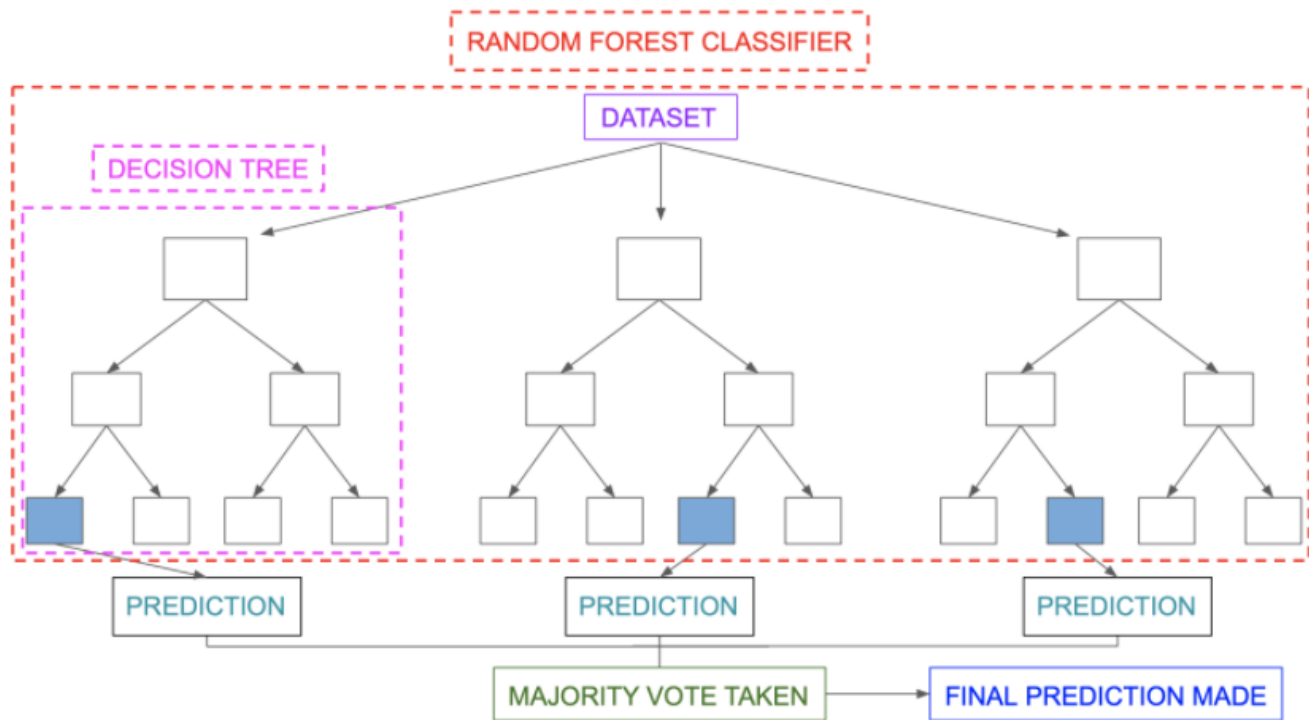 RANDOM FOREST CLASSIFIER
DATASET
DECISION TREE
PREDICTION
PREDICTION
PREDICTION
MAJORITY VOTE TAKEN
FINAL PREDICTION MADE